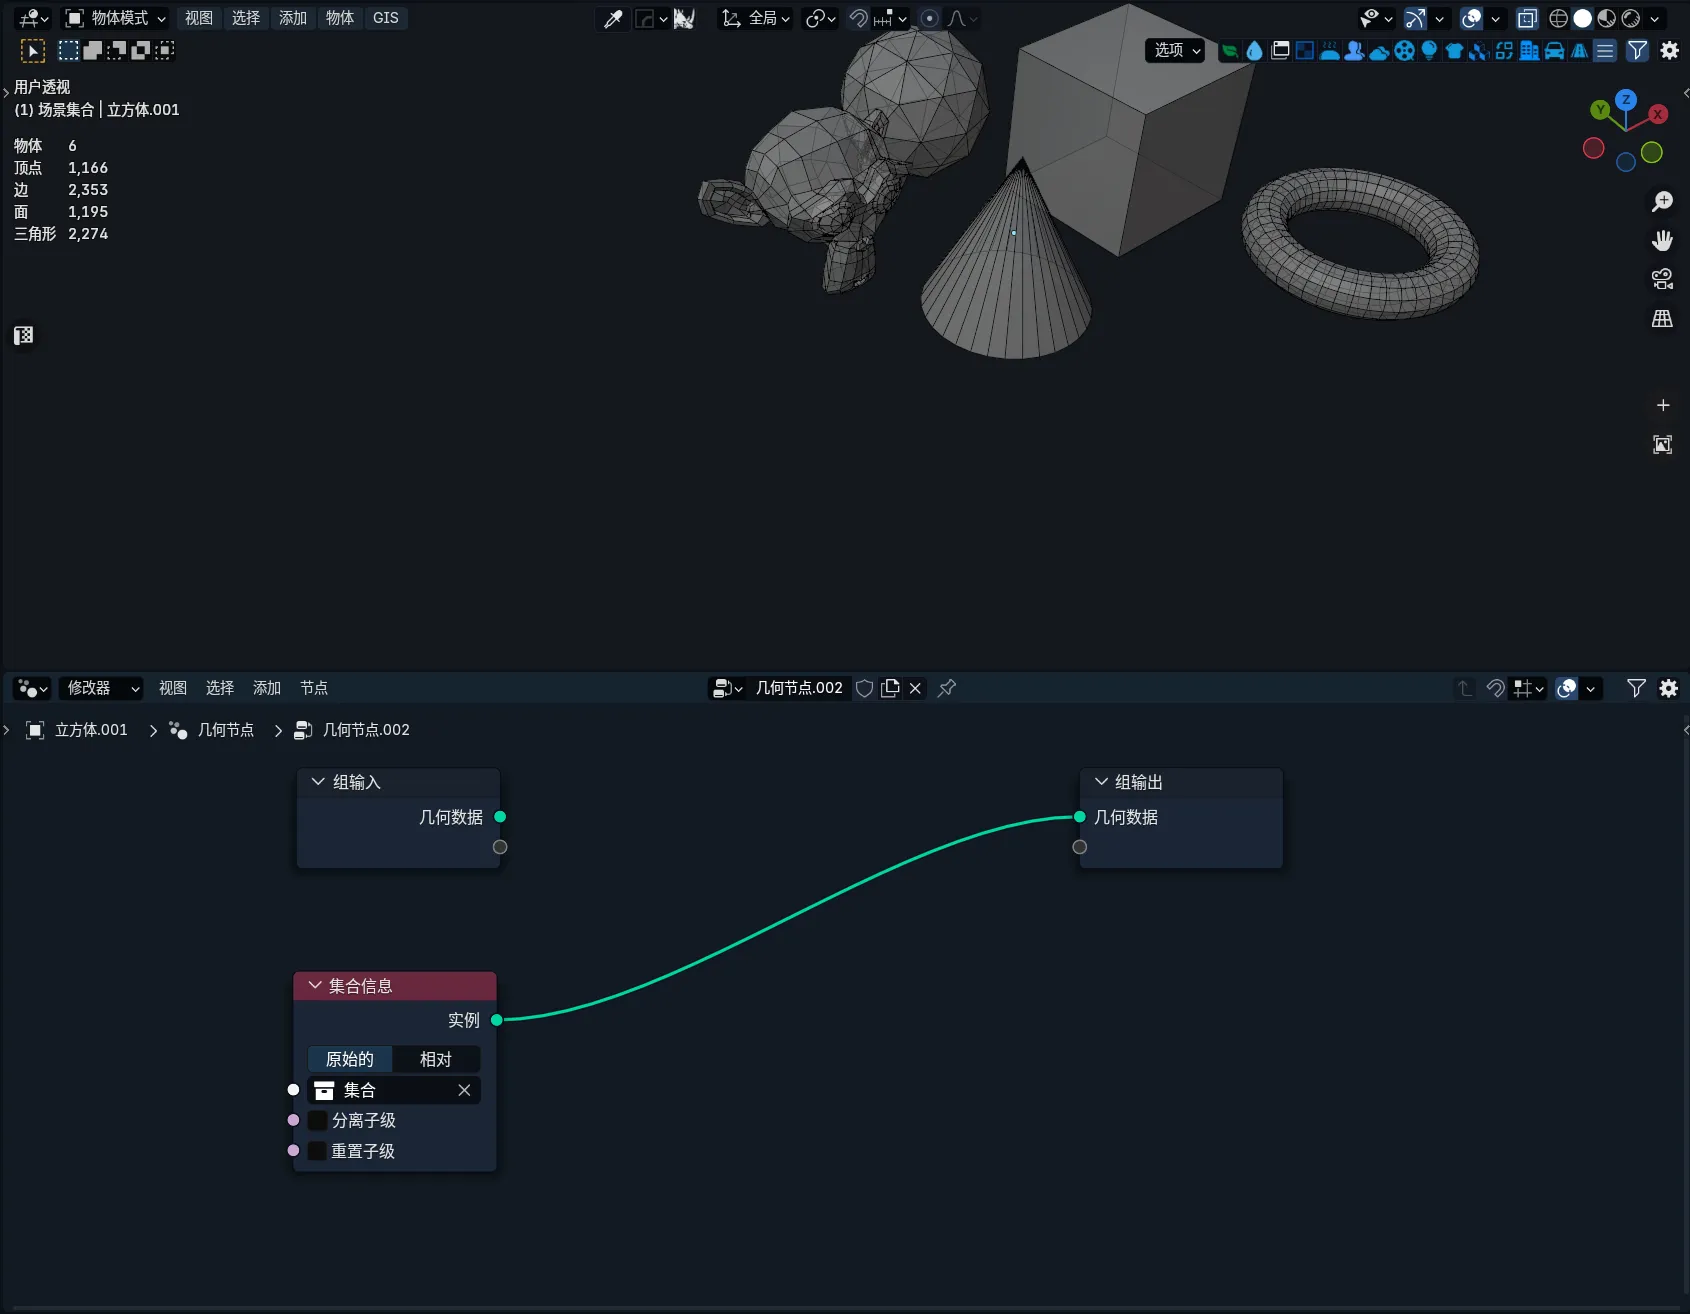 物体模式 视图 选择 添加 物体 GIS 全局
选项
用户透视
(1) 场景集合 | 立方体.001
物体 6
顶点 1,166
边 2,353
面 1,195
三角形 2,274
Z
Y
X
修改器 视图 选择 添加 节点 几何节点.002
立方体.001 几何节点 几何节点.002
组输入
几何数据
组输出
几何数据
集合信息
实例
原始的 相对
集合
分离子级
重置子级